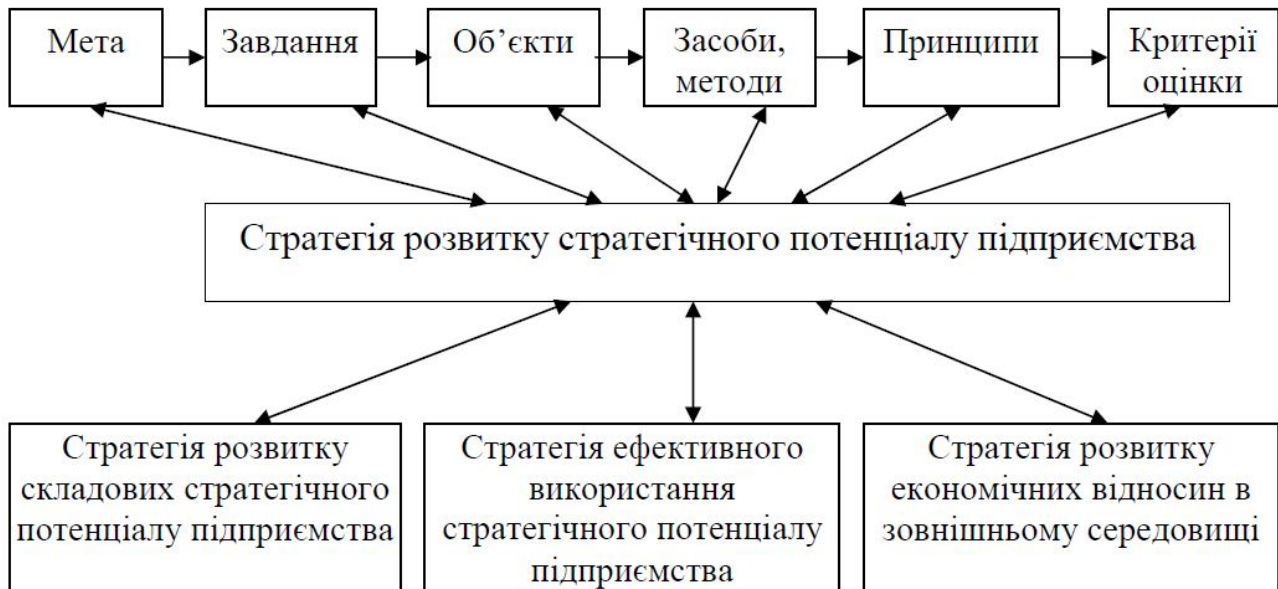 Мета
Завдання
Об’єкти
Засоби,
методи
Принципи
Критерії
оцінки
Стратегія розвитку стратегічного потенціалу підприємства
Стратегія розвитку
складових стратегічного
потенціалу підприємства
Стратегія ефективного
використання
стратегічного потенціалу
підприємства
Стратегія розвитку
економічних відносин в
зовнішньому середовищі